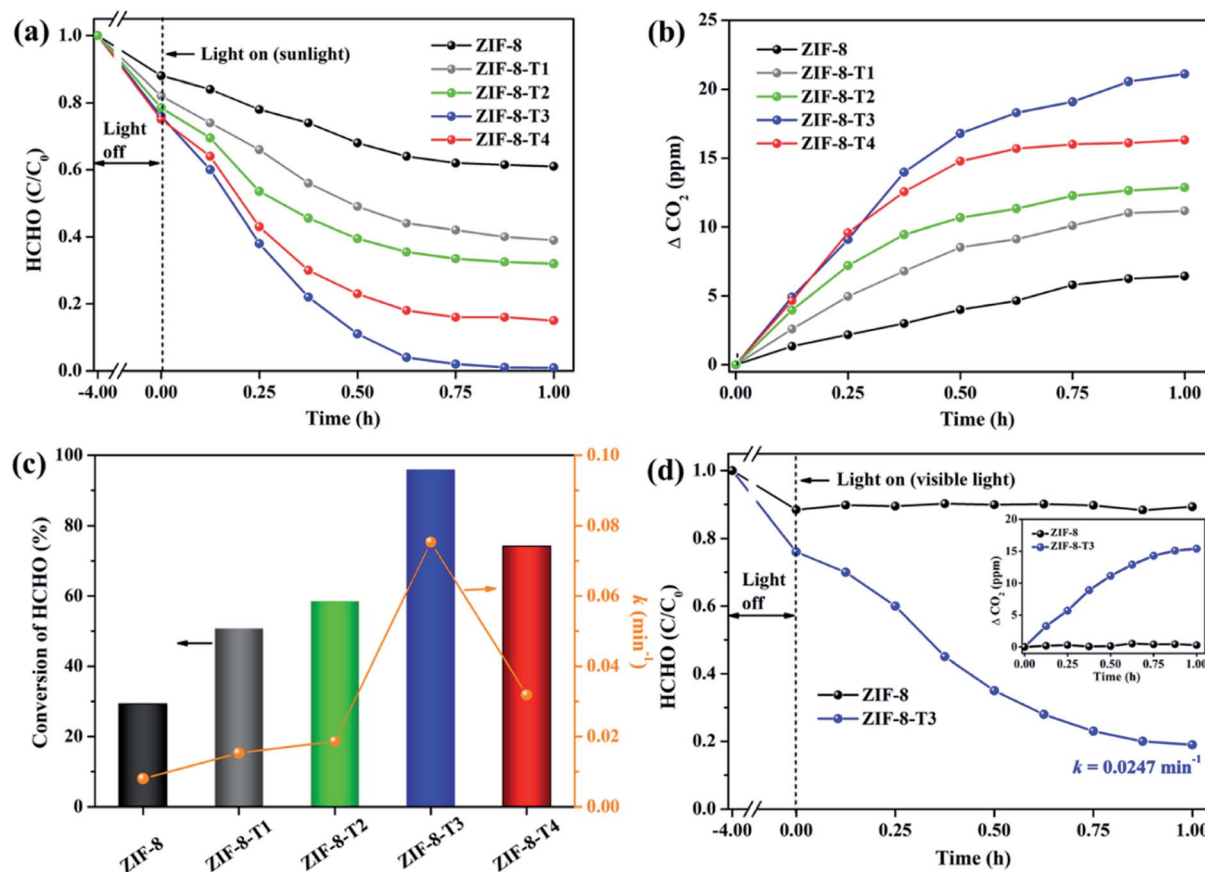 (a)
Light on (sunlight)
ZIF-8
ZIF-8-T1
ZIF-8-T2
ZIF-8-T3
ZIF-8-T4
Light
off
HCHO (C/C₀)
1.0
0.8
0.6
0.4
0.2
0.0
-4.00 0.00 0.25 0.50 0.75 1.00
Time (h)
(b)
ZIF-8
ZIF-8-T1
ZIF-8-T2
ZIF-8-T3
ZIF-8-T4
Δ CO₂ (ppm)
25
20
15
10
5
0
0.00 0.25 0.50 0.75 1.00
Time (h)
(c)
Conversion of HCHO (%)
100
80
60
40
20
0
0.10
0.08
0.06
0.04
0.02
0.00
k (min⁻¹)
ZIF-8 ZIF-8-T1 ZIF-8-T2 ZIF-8-T3 ZIF-8-T4
(d)
Light on (visible light)
Light
off
HCHO (C/C₀)
1.0
0.8
0.6
0.4
0.2
0.0
ZIF-8
ZIF-8-T3
Δ CO₂ (ppm)
20
15
10
5
0
0.00 0.25 0.50 0.75 1.00
Time (h)
ZIF-8
ZIF-8-T3
k = 0.0247 min⁻¹
-4.00 0.00 0.25 0.50 0.75 1.00
Time (h)